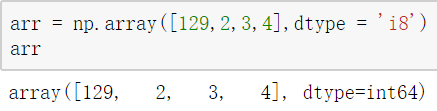 arr = np.array([129,2,3,4],dtype = 'i8')
arr
array([129,   2,   3,   4], dtype=int64)